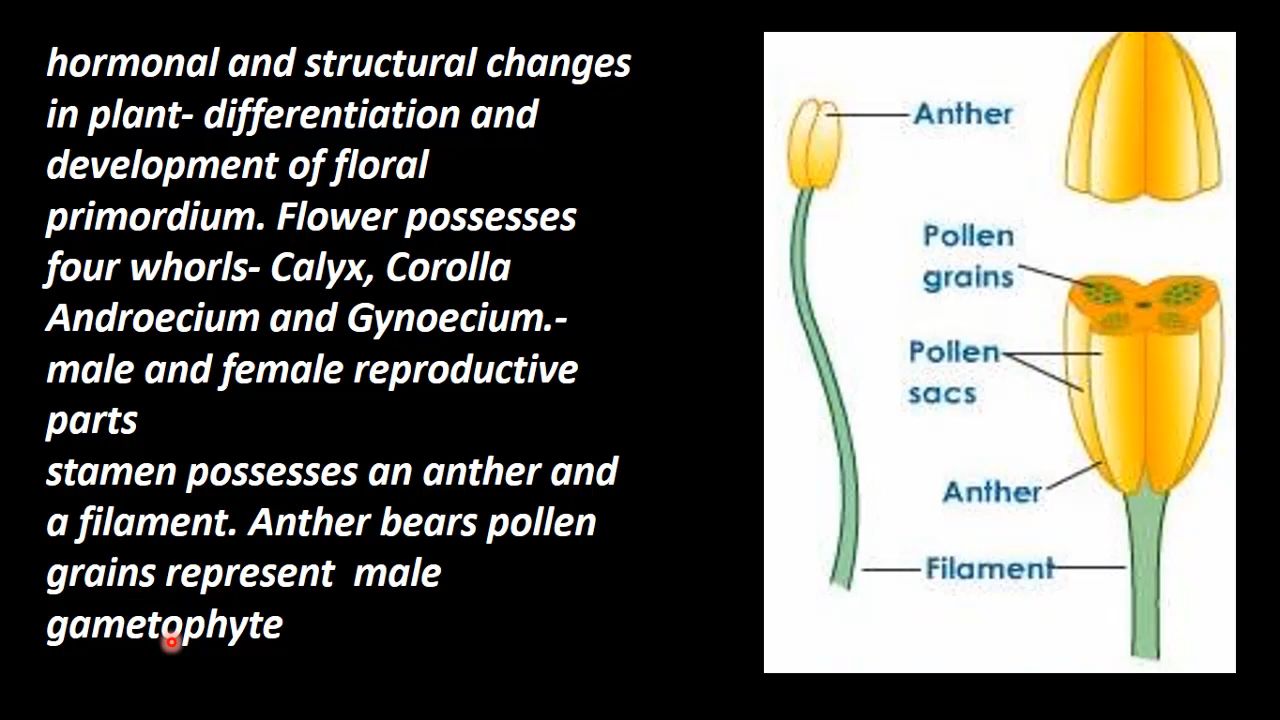 hormonal and structural changes
in plant- differentiation and
development of floral
primordium. Flower possesses
four whorls- Calyx, Corolla
Androecium and Gynoecium.-
male and female reproductive
parts
stamen possesses an anther and
a filament. Anther bears pollen
grains represent  male
gametophyte
Anther
Pollen
grains
Pollen
sacs
Anther
Filament